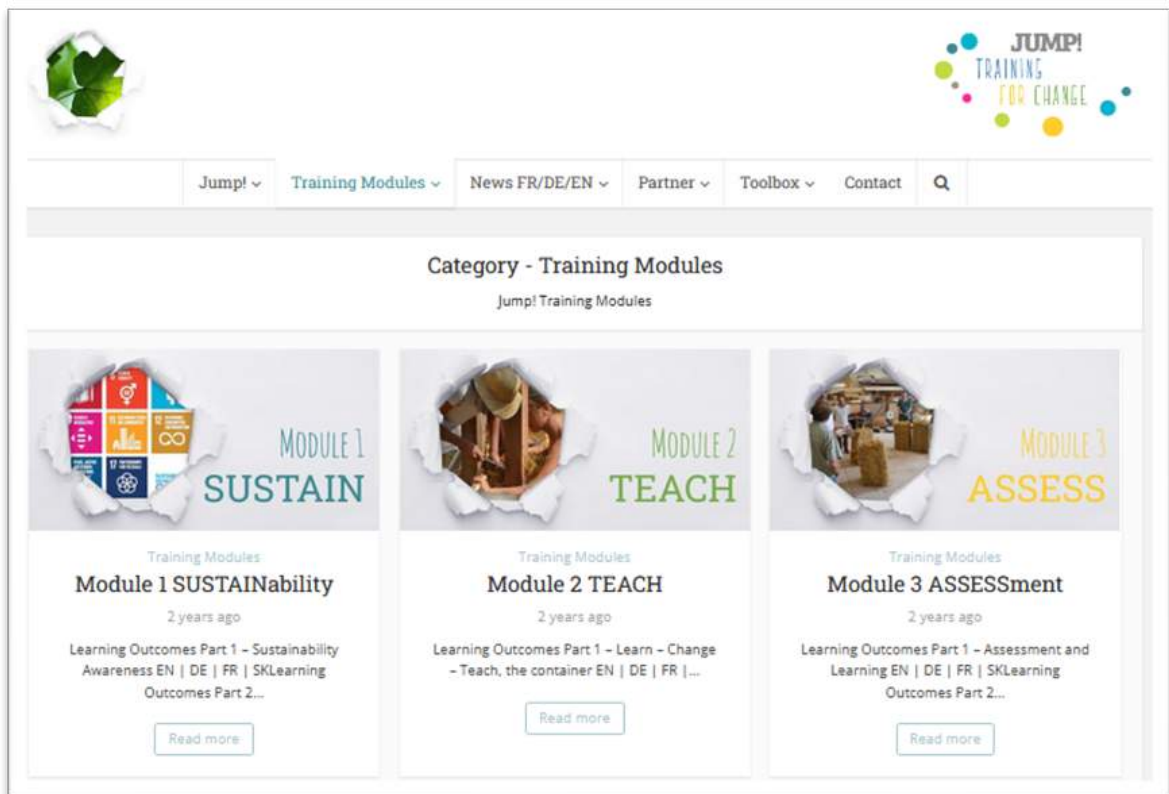 JUMP!
TRAINING
FOR CHANGE
Jump!
Training Modules
News FR/DE/EN
Partner
Toolbox
Contact
Category - Training Modules
Jump! Training Modules
MODULE 1
SUSTAIN
Training Modules
Module 1 SUSTAINability
2 years ago
Learning Outcomes Part 1 – Sustainability
Awareness EN | DE | FR | SKLearning
Outcomes Part 2...
Read more
MODULE 2
TEACH
Training Modules
Module 2 TEACH
2 years ago
Learning Outcomes Part 1 – Learn – Change
– Teach, the container EN | DE | FR |...
Read more
MODULE 3
ASSESS
Training Modules
Module 3 ASSESSment
2 years ago
Learning Outcomes Part 1 – Assessment and
Learning EN | DE | FR | SKLearning
Outcomes Part 2...
Read more